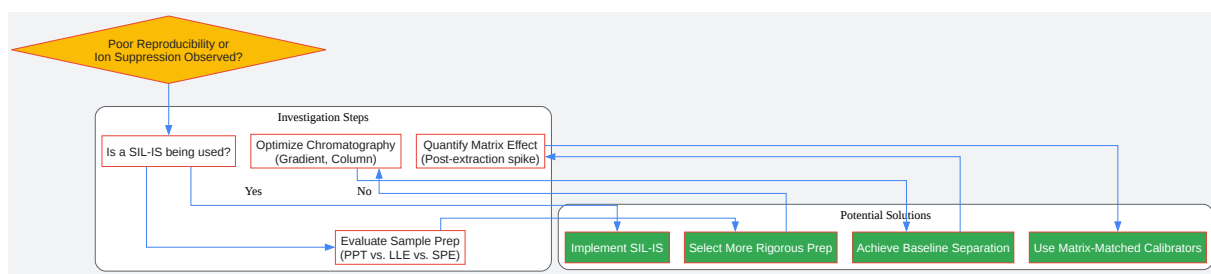 Poor Reproducibility or
Ion Suppression Observed?
Investigation Steps
Is a SIL-IS being used?
Optimize Chromatography
(Gradient, Column)
Quantify Matrix Effect
(Post-extraction spike)
Yes
No
Evaluate Sample Prep
(PPT vs. LLE vs. SPE)
Potential Solutions
Implement SIL-IS
Select More Rigorous Prep
Achieve Baseline Separation
Use Matrix-Matched Calibrators